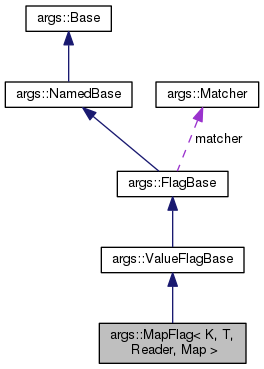 args::Base
args::NamedBase
args::Matcher
matcher
args::FlagBase
args::ValueFlagBase
args::MapFlag< K, T,
Reader, Map >